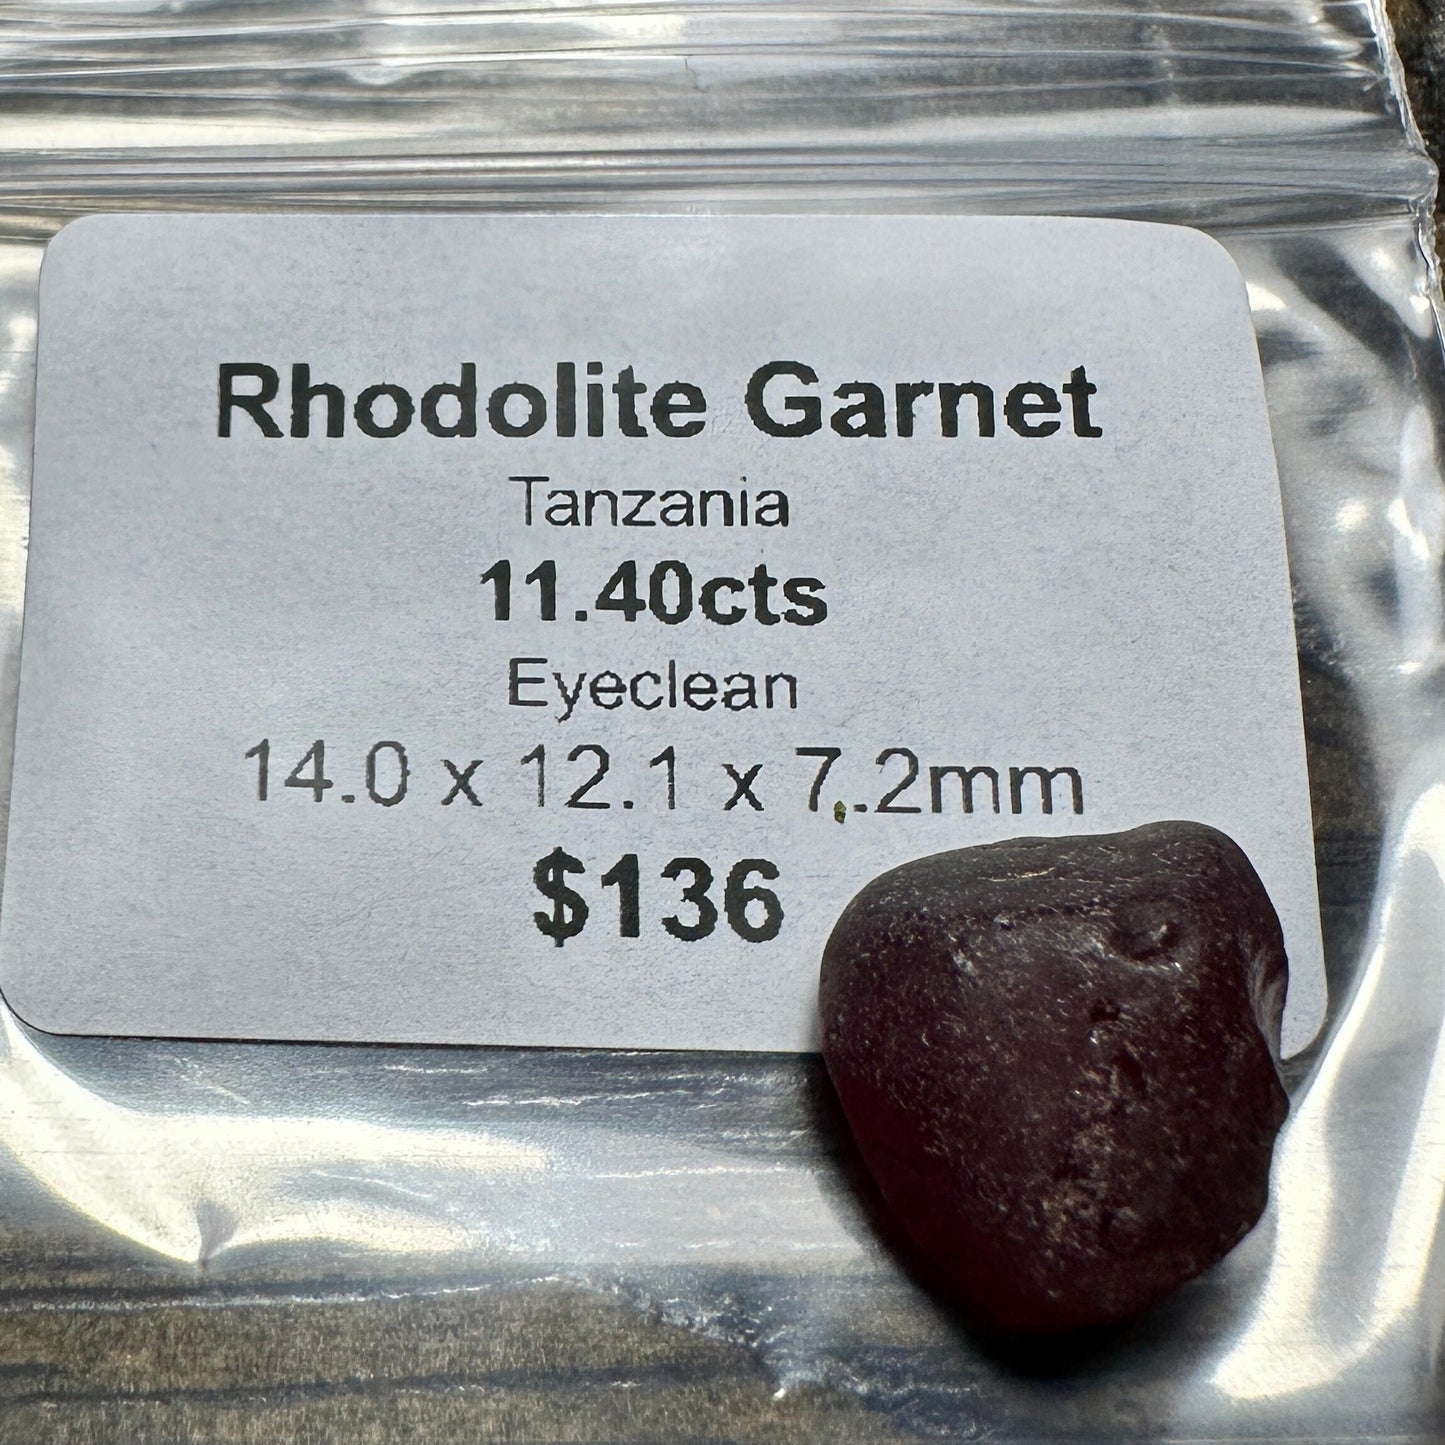 Rhodolite Garnet
Tanzania
11.40cts
Eyeclean
14.0 x 12.1 x 7.2mm
$136